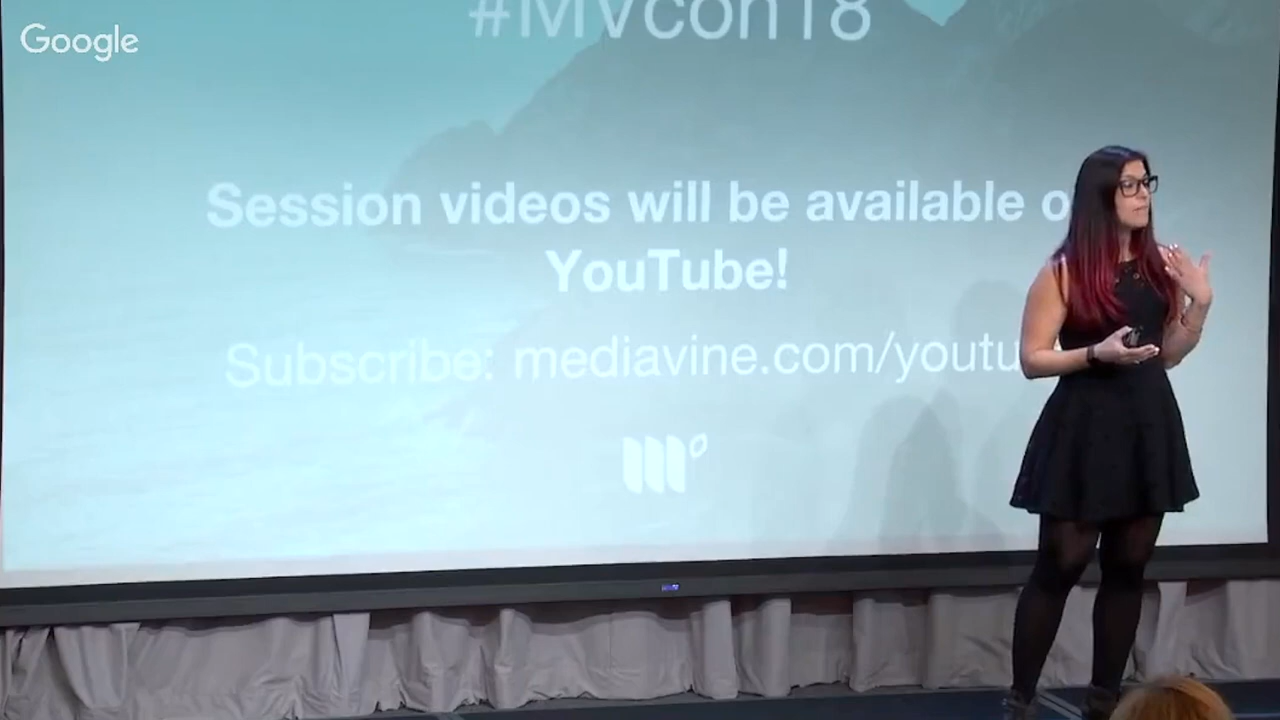 Google
#MVcon18
Session videos will be available o
YouTube!
Subscribe: mediavine.com/youtu